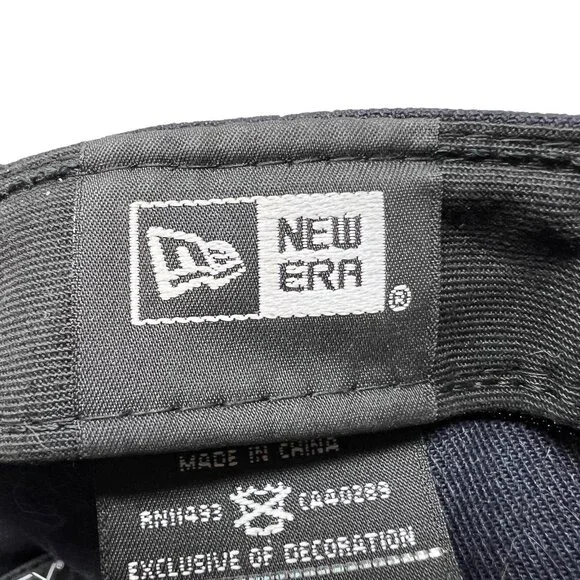 NEW
ERA
®
MADE IN CHINA
RN11493 CA40289
EXCLUSIVE OF DECORATION